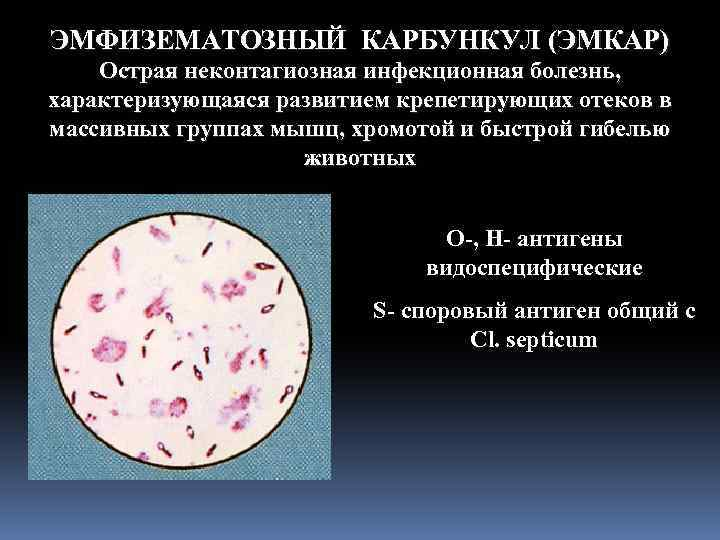 ЭМФИЗЕМАТОЗНЫЙ КАРБУНКУЛ (ЭМКАР)
Острая неконтагиозная инфекционная болезнь,
характеризующаяся развитием крепетирующих отеков в
массивных группах мышц, хромотой и быстрой гибелью
животных
О-, Н- антигены
видоспецифические
S- споровый антиген общий с
Cl. septicum